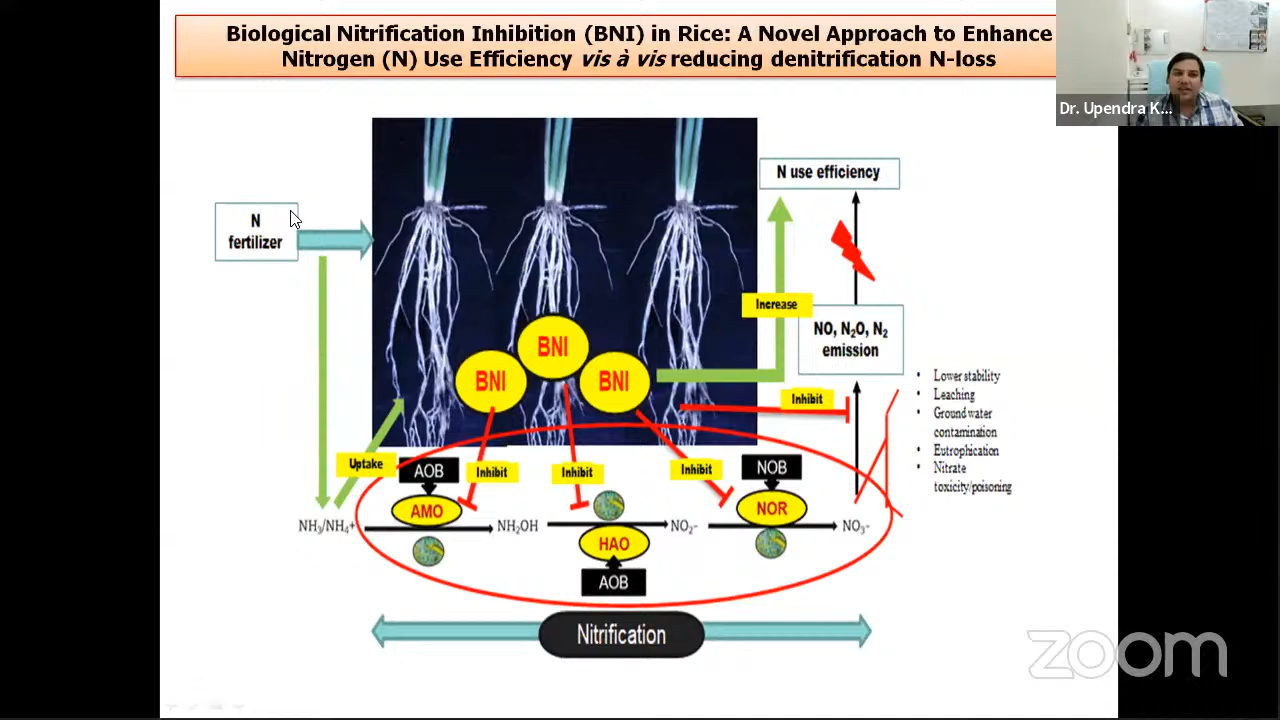 Biological Nitrification Inhibition (BNI) in Rice: A Novel Approach to Enhance
Nitrogen (N) Use Efficiency vis à vis reducing denitrification N-loss
Dr. Upendra K...
N use efficiency
N
fertilizer
Increase
NO, N₂O, N₂
emission
BNI
BNI
BNI
Inhibit
• Lower stability
• Leaching
• Ground water
contamination
• Eutrophication
• Nitrate
toxicity/poisoning
Uptake
AOB
Inhibit
Inhibit
Inhibit
NOB
AMO
NOR
NH₃/NH₄+
NH₂OH
NO₂-
NO₃-
HAO
AOB
Nitrification
zoom